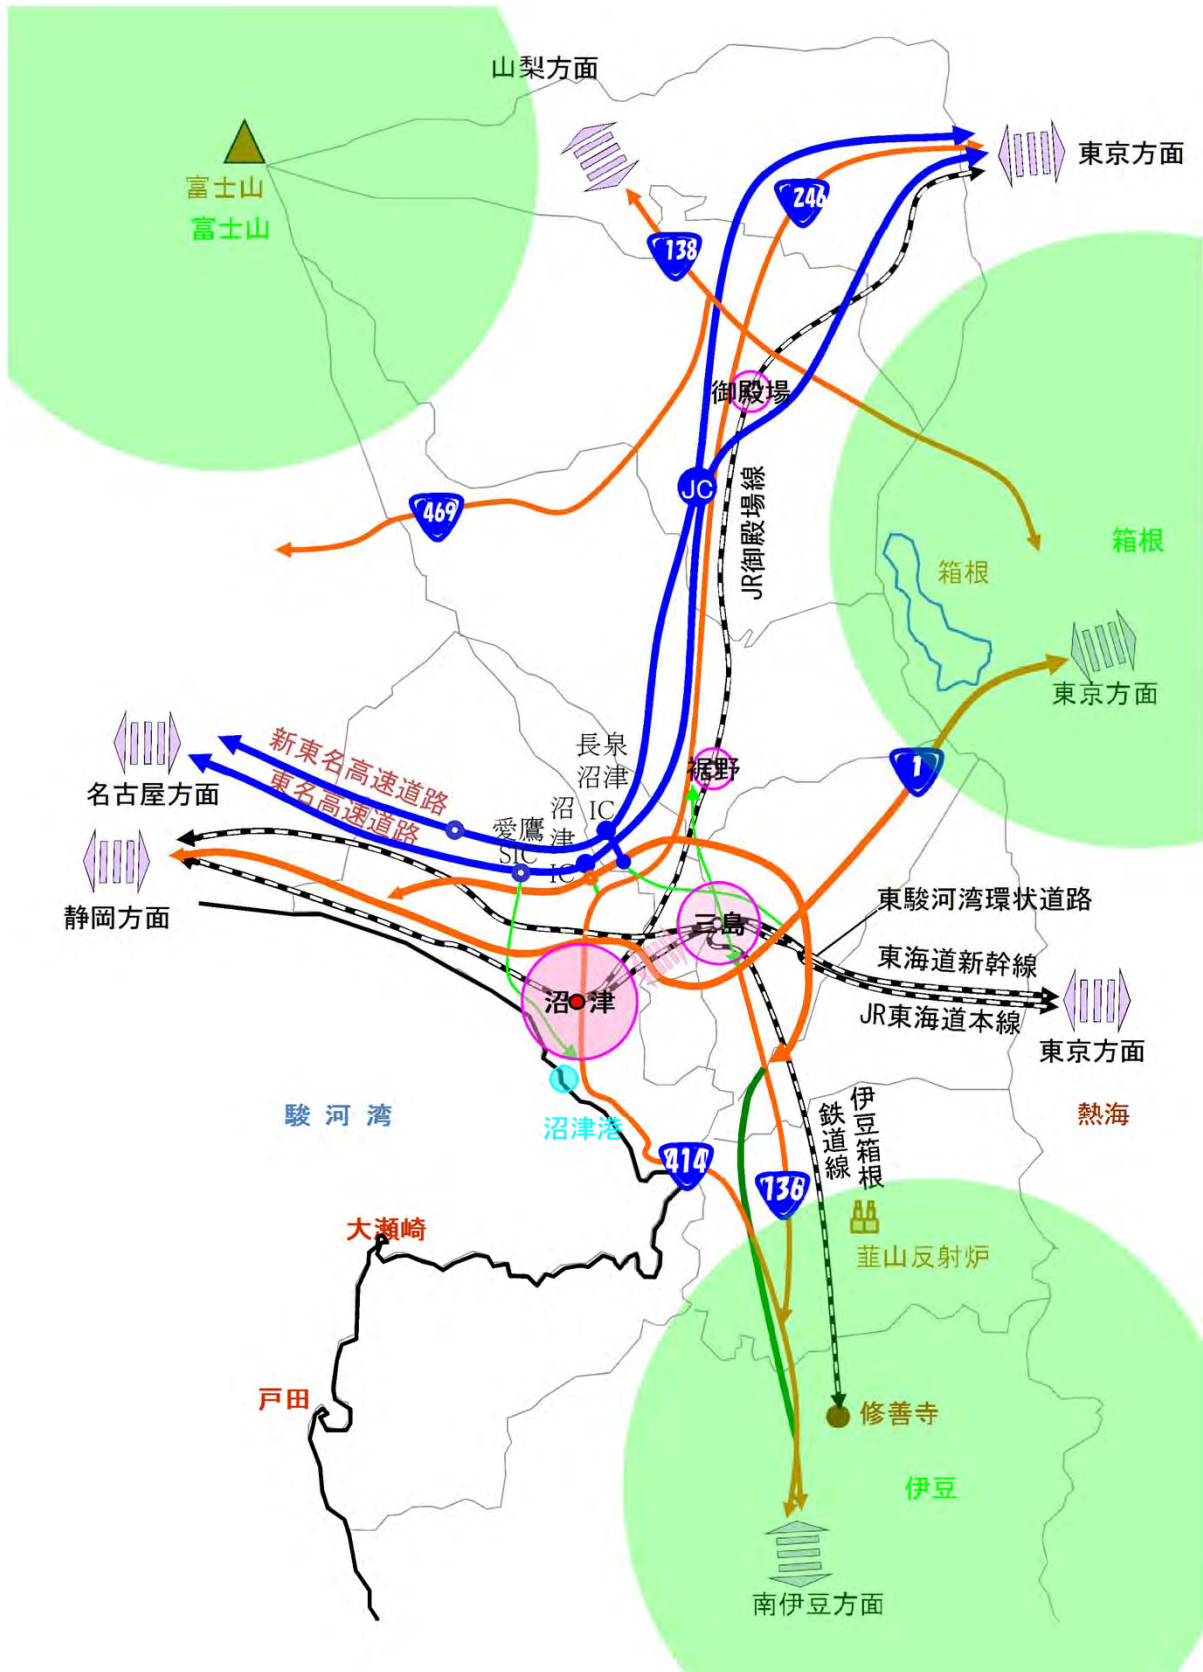 山梨方面
東京方面
富士山
富士山
246
138
御殿場
JC
469
JR御殿場線
箱根
箱根
東京方面
名古屋方面
新東名高速道路
東名高速道路
長泉
沼津
IC
愛鷹
SIC
沼
津
IC
裾野
1
静岡方面
三島
東駿河湾環状道路
東海道新幹線
JR東海道本線
東京方面
沼津
駿河湾
沼津港
熱海
伊豆箱根
鉄道線
414
136
韮山反射炉
大瀬崎
戸田
修善寺
伊豆
南伊豆方面